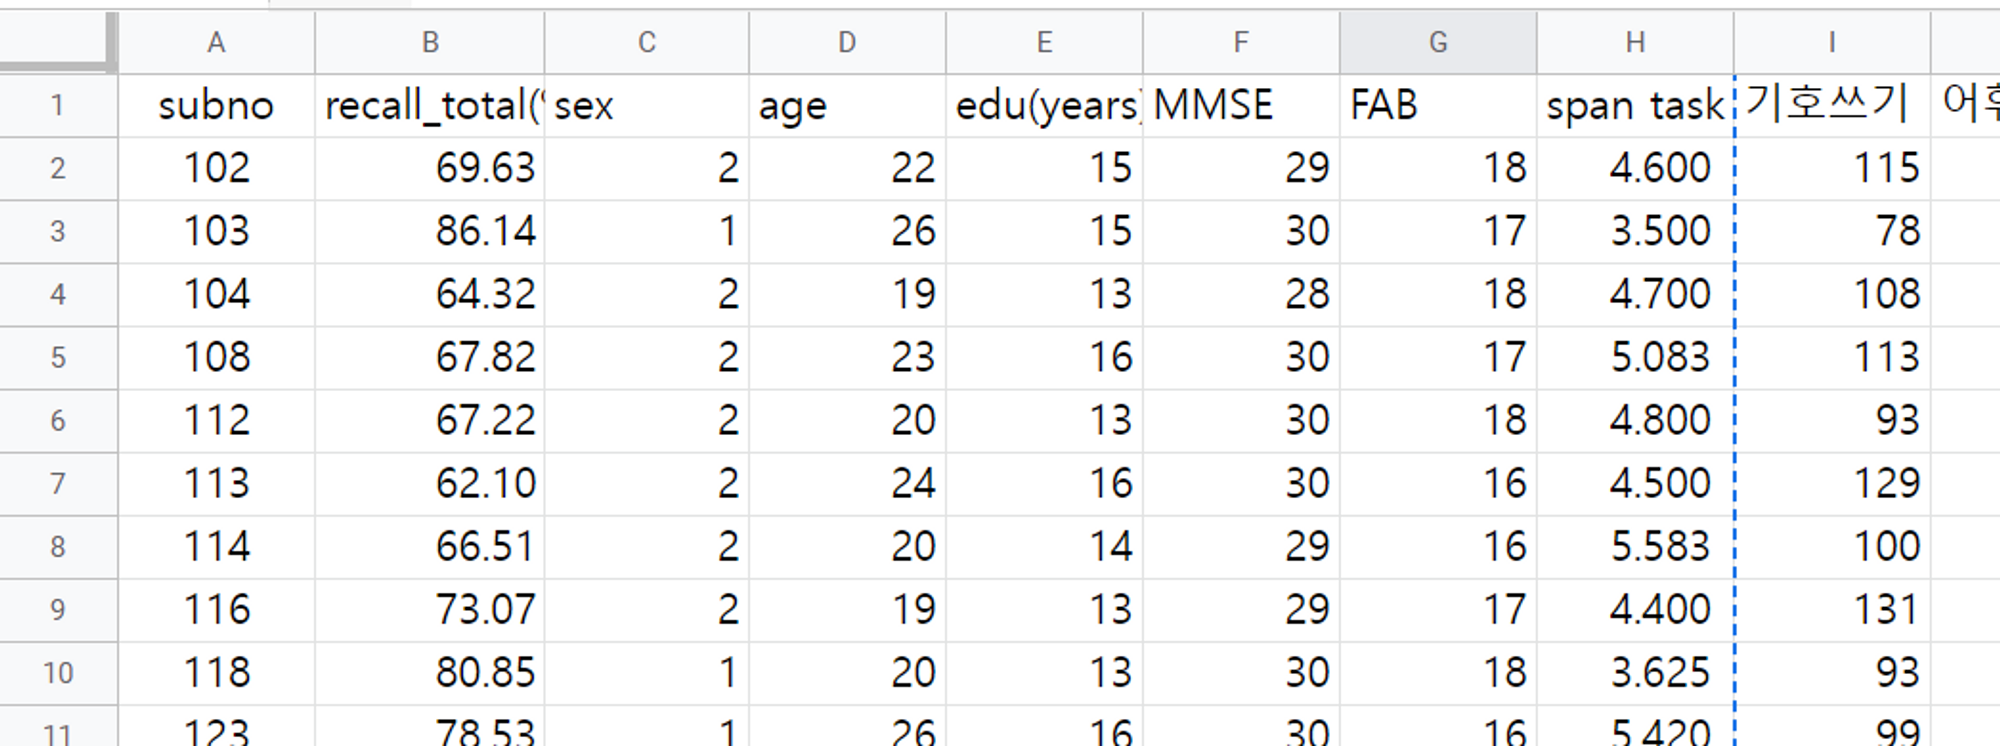 A B C D E F G H I
1 subno recall_total( sex age edu(years) MMSE FAB span task 기호쓰기
2 102 69.63 2 22 15 29 18 4.600 115
3 103 86.14 1 26 15 30 17 3.500 78
4 104 64.32 2 19 13 28 18 4.700 108
5 108 67.82 2 23 16 30 17 5.083 113
6 112 67.22 2 20 13 30 18 4.800 93
7 113 62.10 2 24 16 30 16 4.500 129
8 114 66.51 2 20 14 29 16 5.583 100
9 116 73.07 2 19 13 29 17 4.400 131
10 118 80.85 1 20 13 30 18 3.625 93
11 123 78.53 1 26 16 30 16 5.420 99